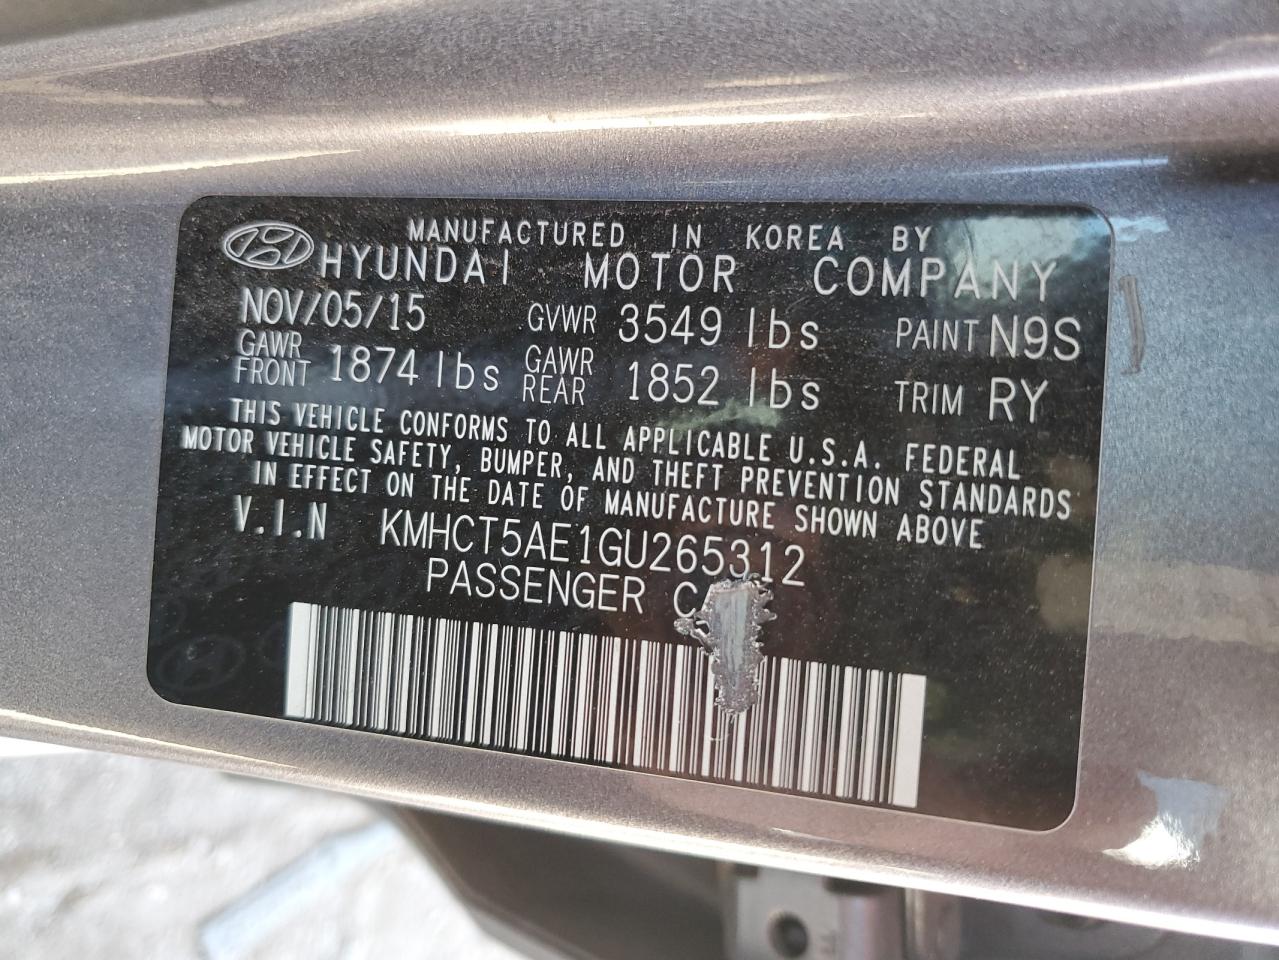 MANUFACTURED IN KOREA BY
HYUNDAI MOTOR COMPANY
NOV/05/15 GVWR 3549 lbs PAINT N9S
GAWR FRONT 1874 lbs GAWR REAR 1852 lbs TRIM RY
THIS VEHICLE CONFORMS TO ALL APPLICABLE U.S.A. FEDERAL
MOTOR VEHICLE SAFETY, BUMPER, AND THEFT PREVENTION STANDARDS
IN EFFECT ON THE DATE OF MANUFACTURE SHOWN ABOVE
V.I.N KMHCT5AE1GU265312
PASSENGER